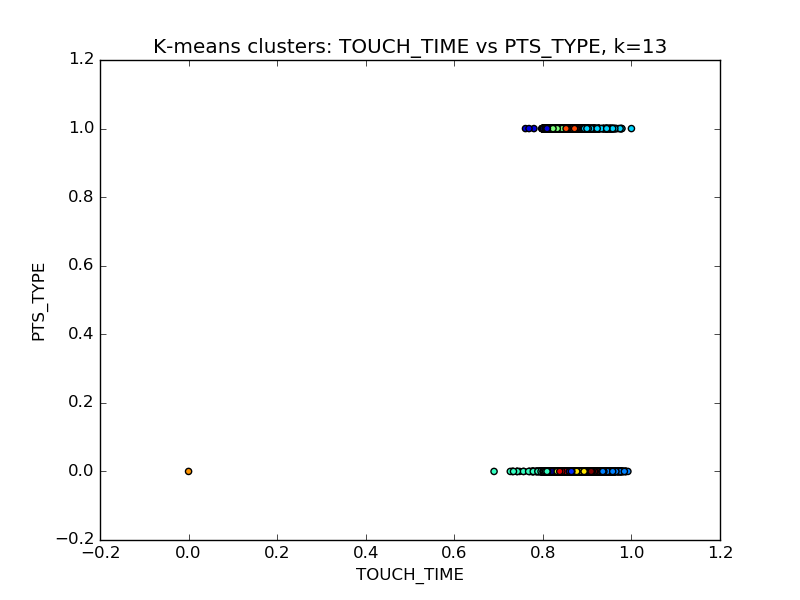 K-means clusters: TOUCH_TIME vs PTS_TYPE, k=13
1.2
1.0
0.8
0.6
0.4
0.2
0.0
−0.2
PTS_TYPE
−0.2 0.0 0.2 0.4 0.6 0.8 1.0 1.2
TOUCH_TIME